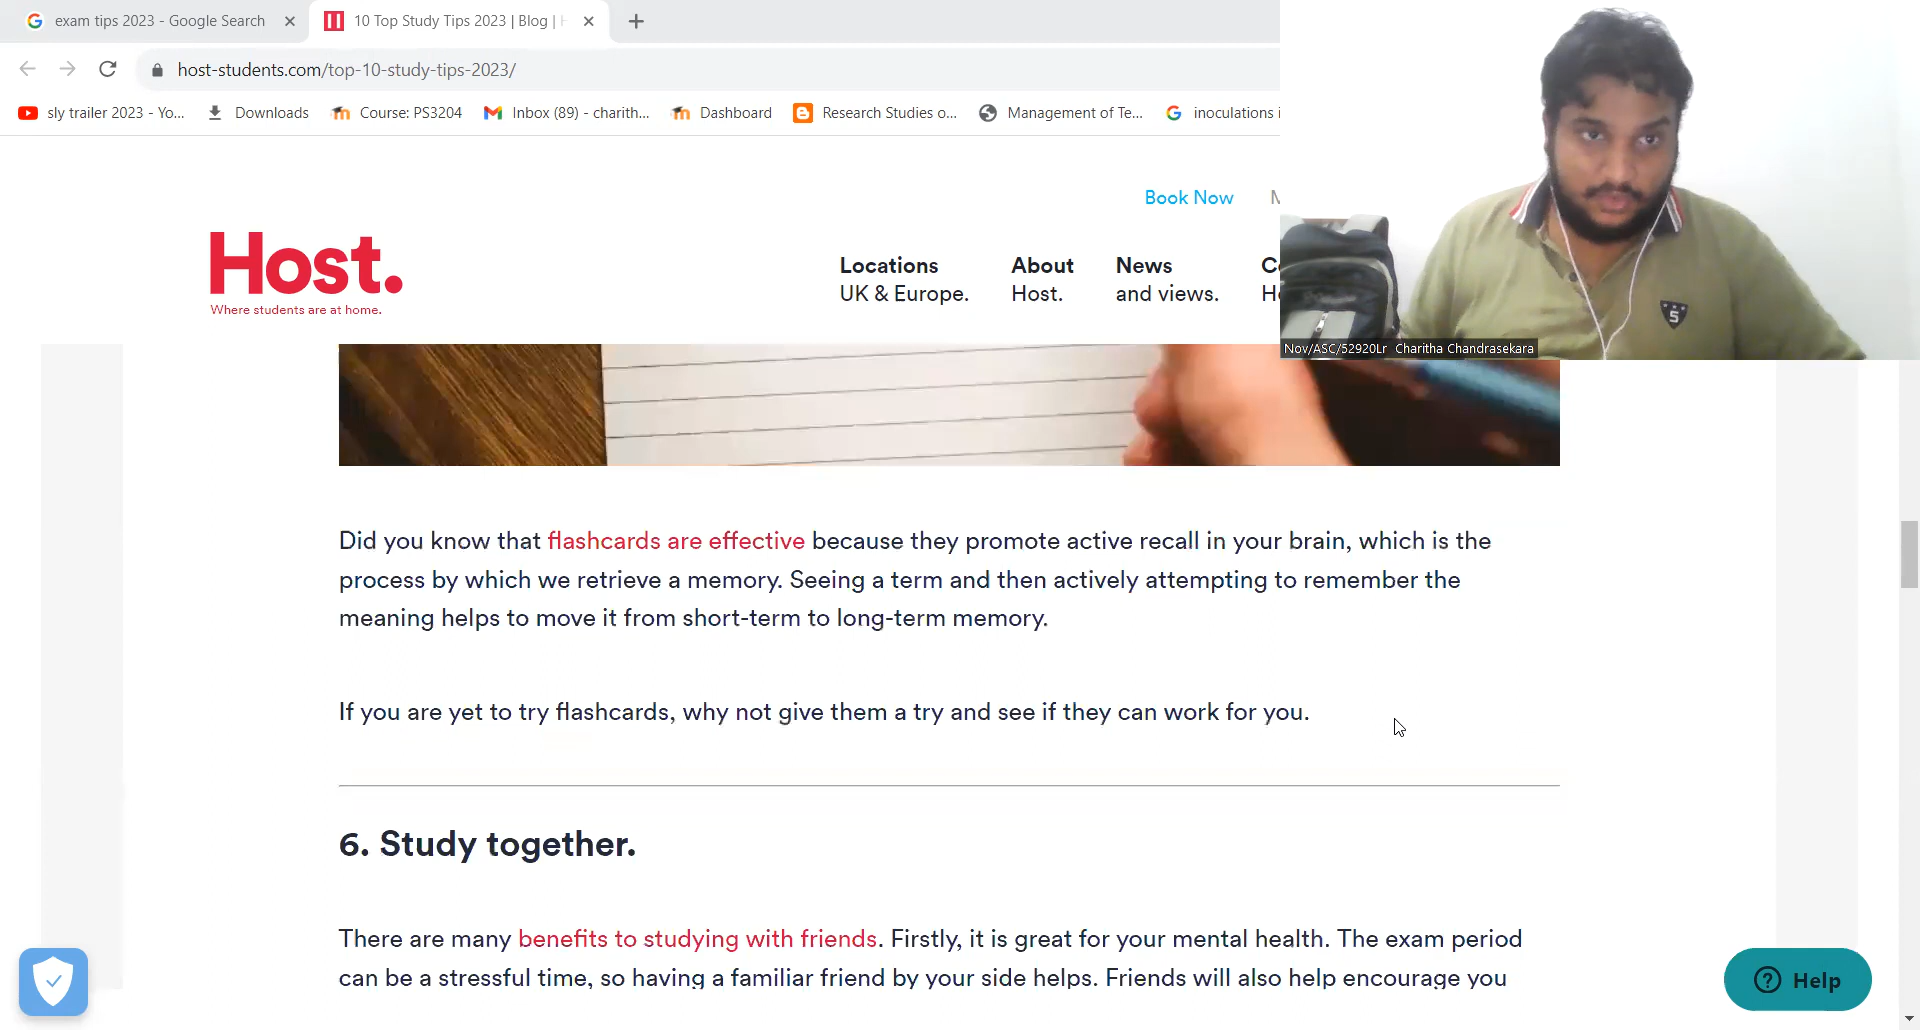 exam tips 2023 - Google Search
10 Top Study Tips 2023 | Blog |
host-students.com/top-10-study-tips-2023/
sly trailer 2023 - Yo...
Downloads
Course: PS3204
Inbox (89) - charith...
Dashboard
Research Studies o...
Management of Te...
inoculations i
Book Now
M
Host.
Where students are at home.
Locations
UK & Europe.
About
Host.
News
and views.
Nov/ASC/52920Lr Charitha Chandrasekara
Did you know that flashcards are effective because they promote active recall in your brain, which is the
process by which we retrieve a memory. Seeing a term and then actively attempting to remember the
meaning helps to move it from short-term to long-term memory.
If you are yet to try flashcards, why not give them a try and see if they can work for you.
6. Study together.
There are many benefits to studying with friends. Firstly, it is great for your mental health. The exam period
can be a stressful time, so having a familiar friend by your side helps. Friends will also help encourage you
Help